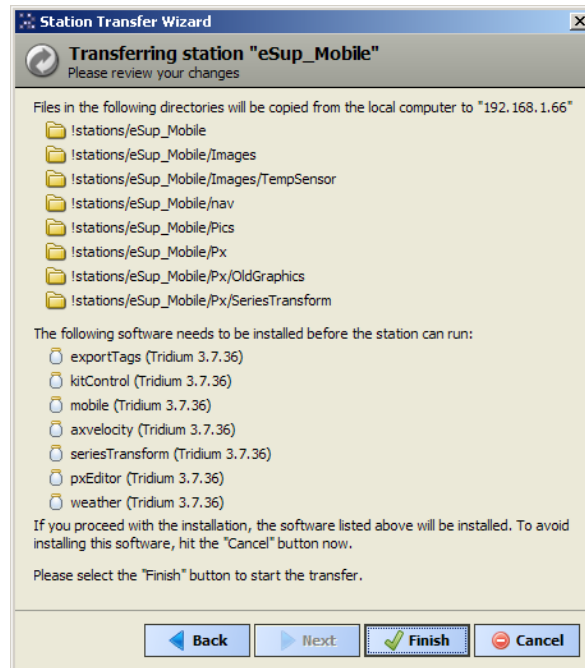 Station Transfer Wizard
Transferring station "eSup_Mobile"
Please review your changes
Files in the following directories will be copied from the local computer to "192.168.1.66"
!stations/eSup_Mobile
!stations/eSup_Mobile/Images
!stations/eSup_Mobile/Images/TempSensor
!stations/eSup_Mobile/nav
!stations/eSup_Mobile/Pics
!stations/eSup_Mobile/Px
!stations/eSup_Mobile/Px/OldGraphics
!stations/eSup_Mobile/Px/SeriesTransform
The following software needs to be installed before the station can run:
exportTags (Tridium 3.7.36)
kitControl (Tridium 3.7.36)
mobile (Tridium 3.7.36)
axvelocity (Tridium 3.7.36)
seriesTransform (Tridium 3.7.36)
pxEditor (Tridium 3.7.36)
weather (Tridium 3.7.36)
If you proceed with the installation, the software listed above will be installed. To avoid
installing this software, hit the "Cancel" button now.
Please select the "Finish" button to start the transfer.
Back Next Finish Cancel